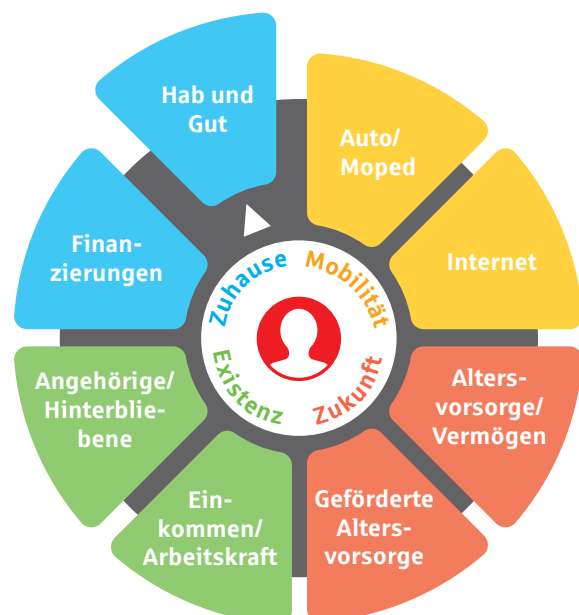 Hab und
Gut
Auto/
Moped
Finan-
zierungen
Internet
Zuhause
Mobilität
Existenz
Zukunft
Angehörige/
Hinterblie-
bene
Alters-
vorsorge/
Vermögen
Ein-
kommen/
Arbeitskraft
Geförderte
Alters-
vorsorge